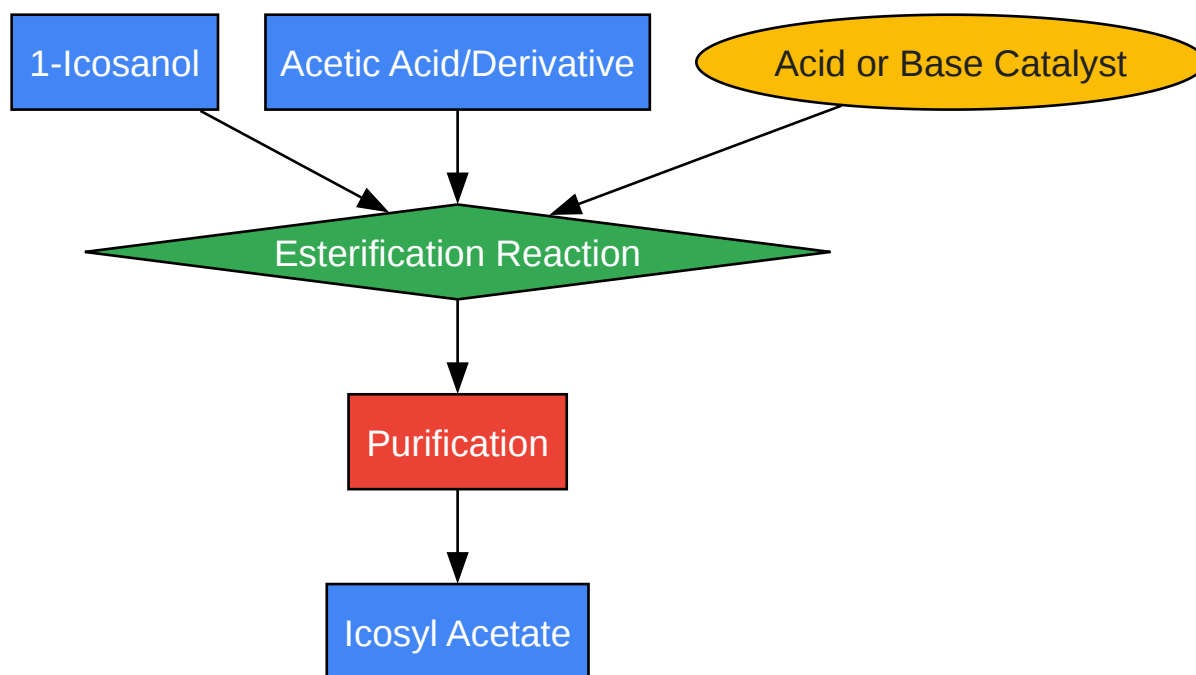 1-Icosanol
Acetic Acid/Derivative
Acid or Base Catalyst
Esterification Reaction
Purification
Icosyl Acetate